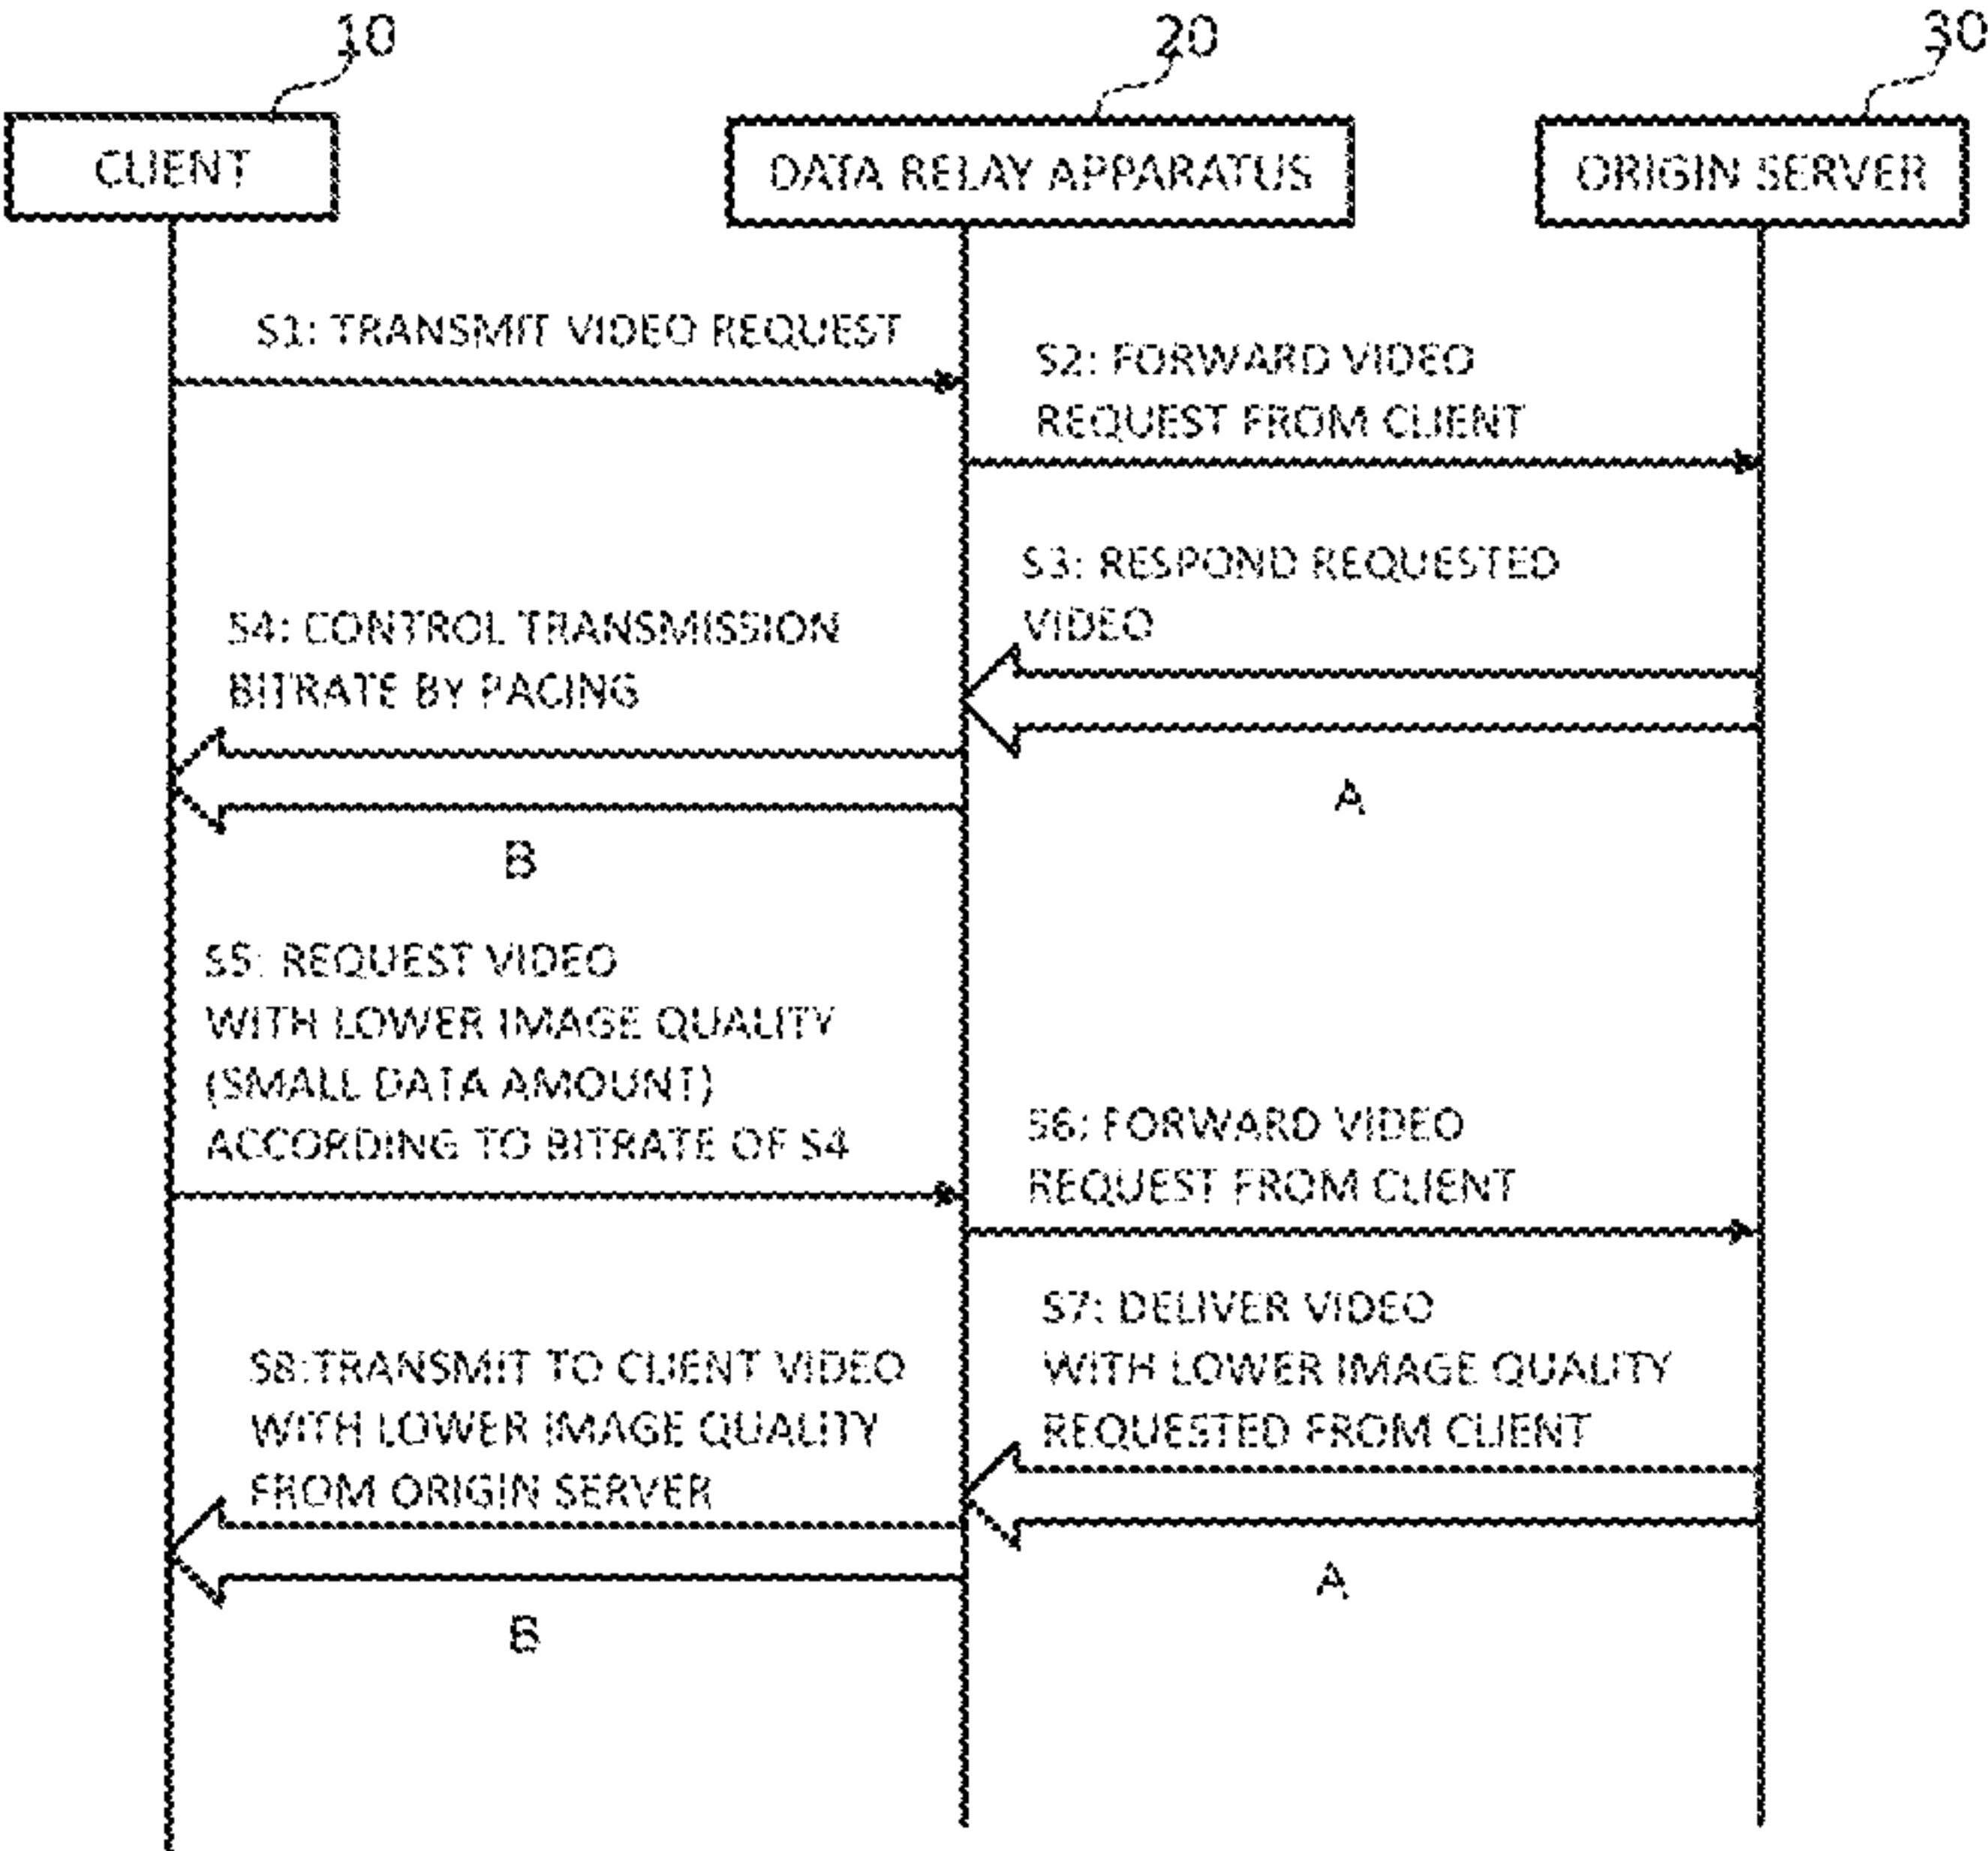 10
20
30
CLIENT
DATA RELAY APPARATUS
ORIGIN SERVER
S1: TRANSMIT VIDEO REQUEST
S2: FORWARD VIDEO
REQUEST FROM CLIENT
S3: RESPOND REQUESTED
VIDEO
A
S4: CONTROL TRANSMISSION
BITRATE BY PACING
B
S5: REQUEST VIDEO
WITH LOWER IMAGE QUALITY
(SMALL DATA AMOUNT)
ACCORDING TO BITRATE OF S4
S6: FORWARD VIDEO
REQUEST FROM CLIENT
S7: DELIVER VIDEO
WITH LOWER IMAGE QUALITY
REQUESTED FROM CLIENT
A
S8:TRANSMIT TO CLIENT VIDEO
WITH LOWER IMAGE QUALITY
FROM ORIGIN SERVER
B